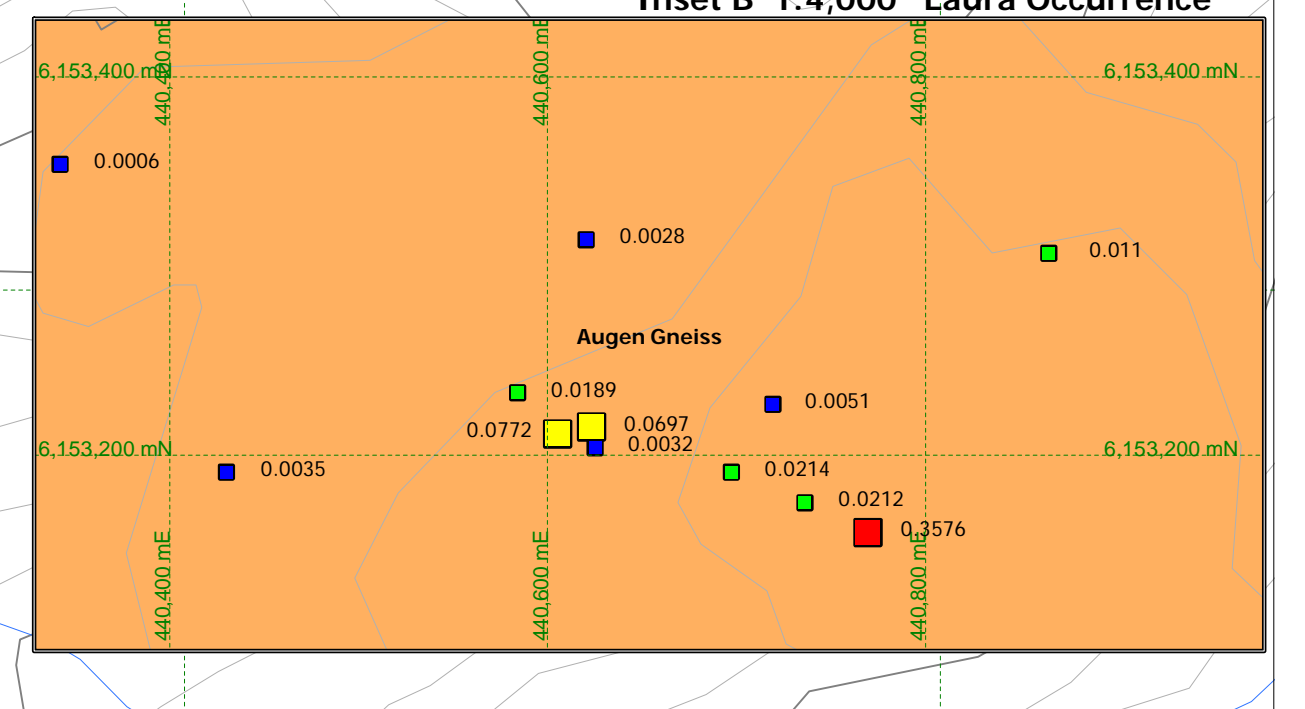 Inset B 1:4,000 Laura Occurrence
440,400 mE
440,600 mE
440,800 mE
6,153,400 mN
6,153,400 mN
0.0006
0.0028
0.011
Augen Gneiss
0.0189
0.0051
0.0772
0.0697
0.0032
6,153,200 mN
6,153,200 mN
0.0035
0.0214
0.0212
0.3576
440,400 mE
440,600 mE
440,800 mE